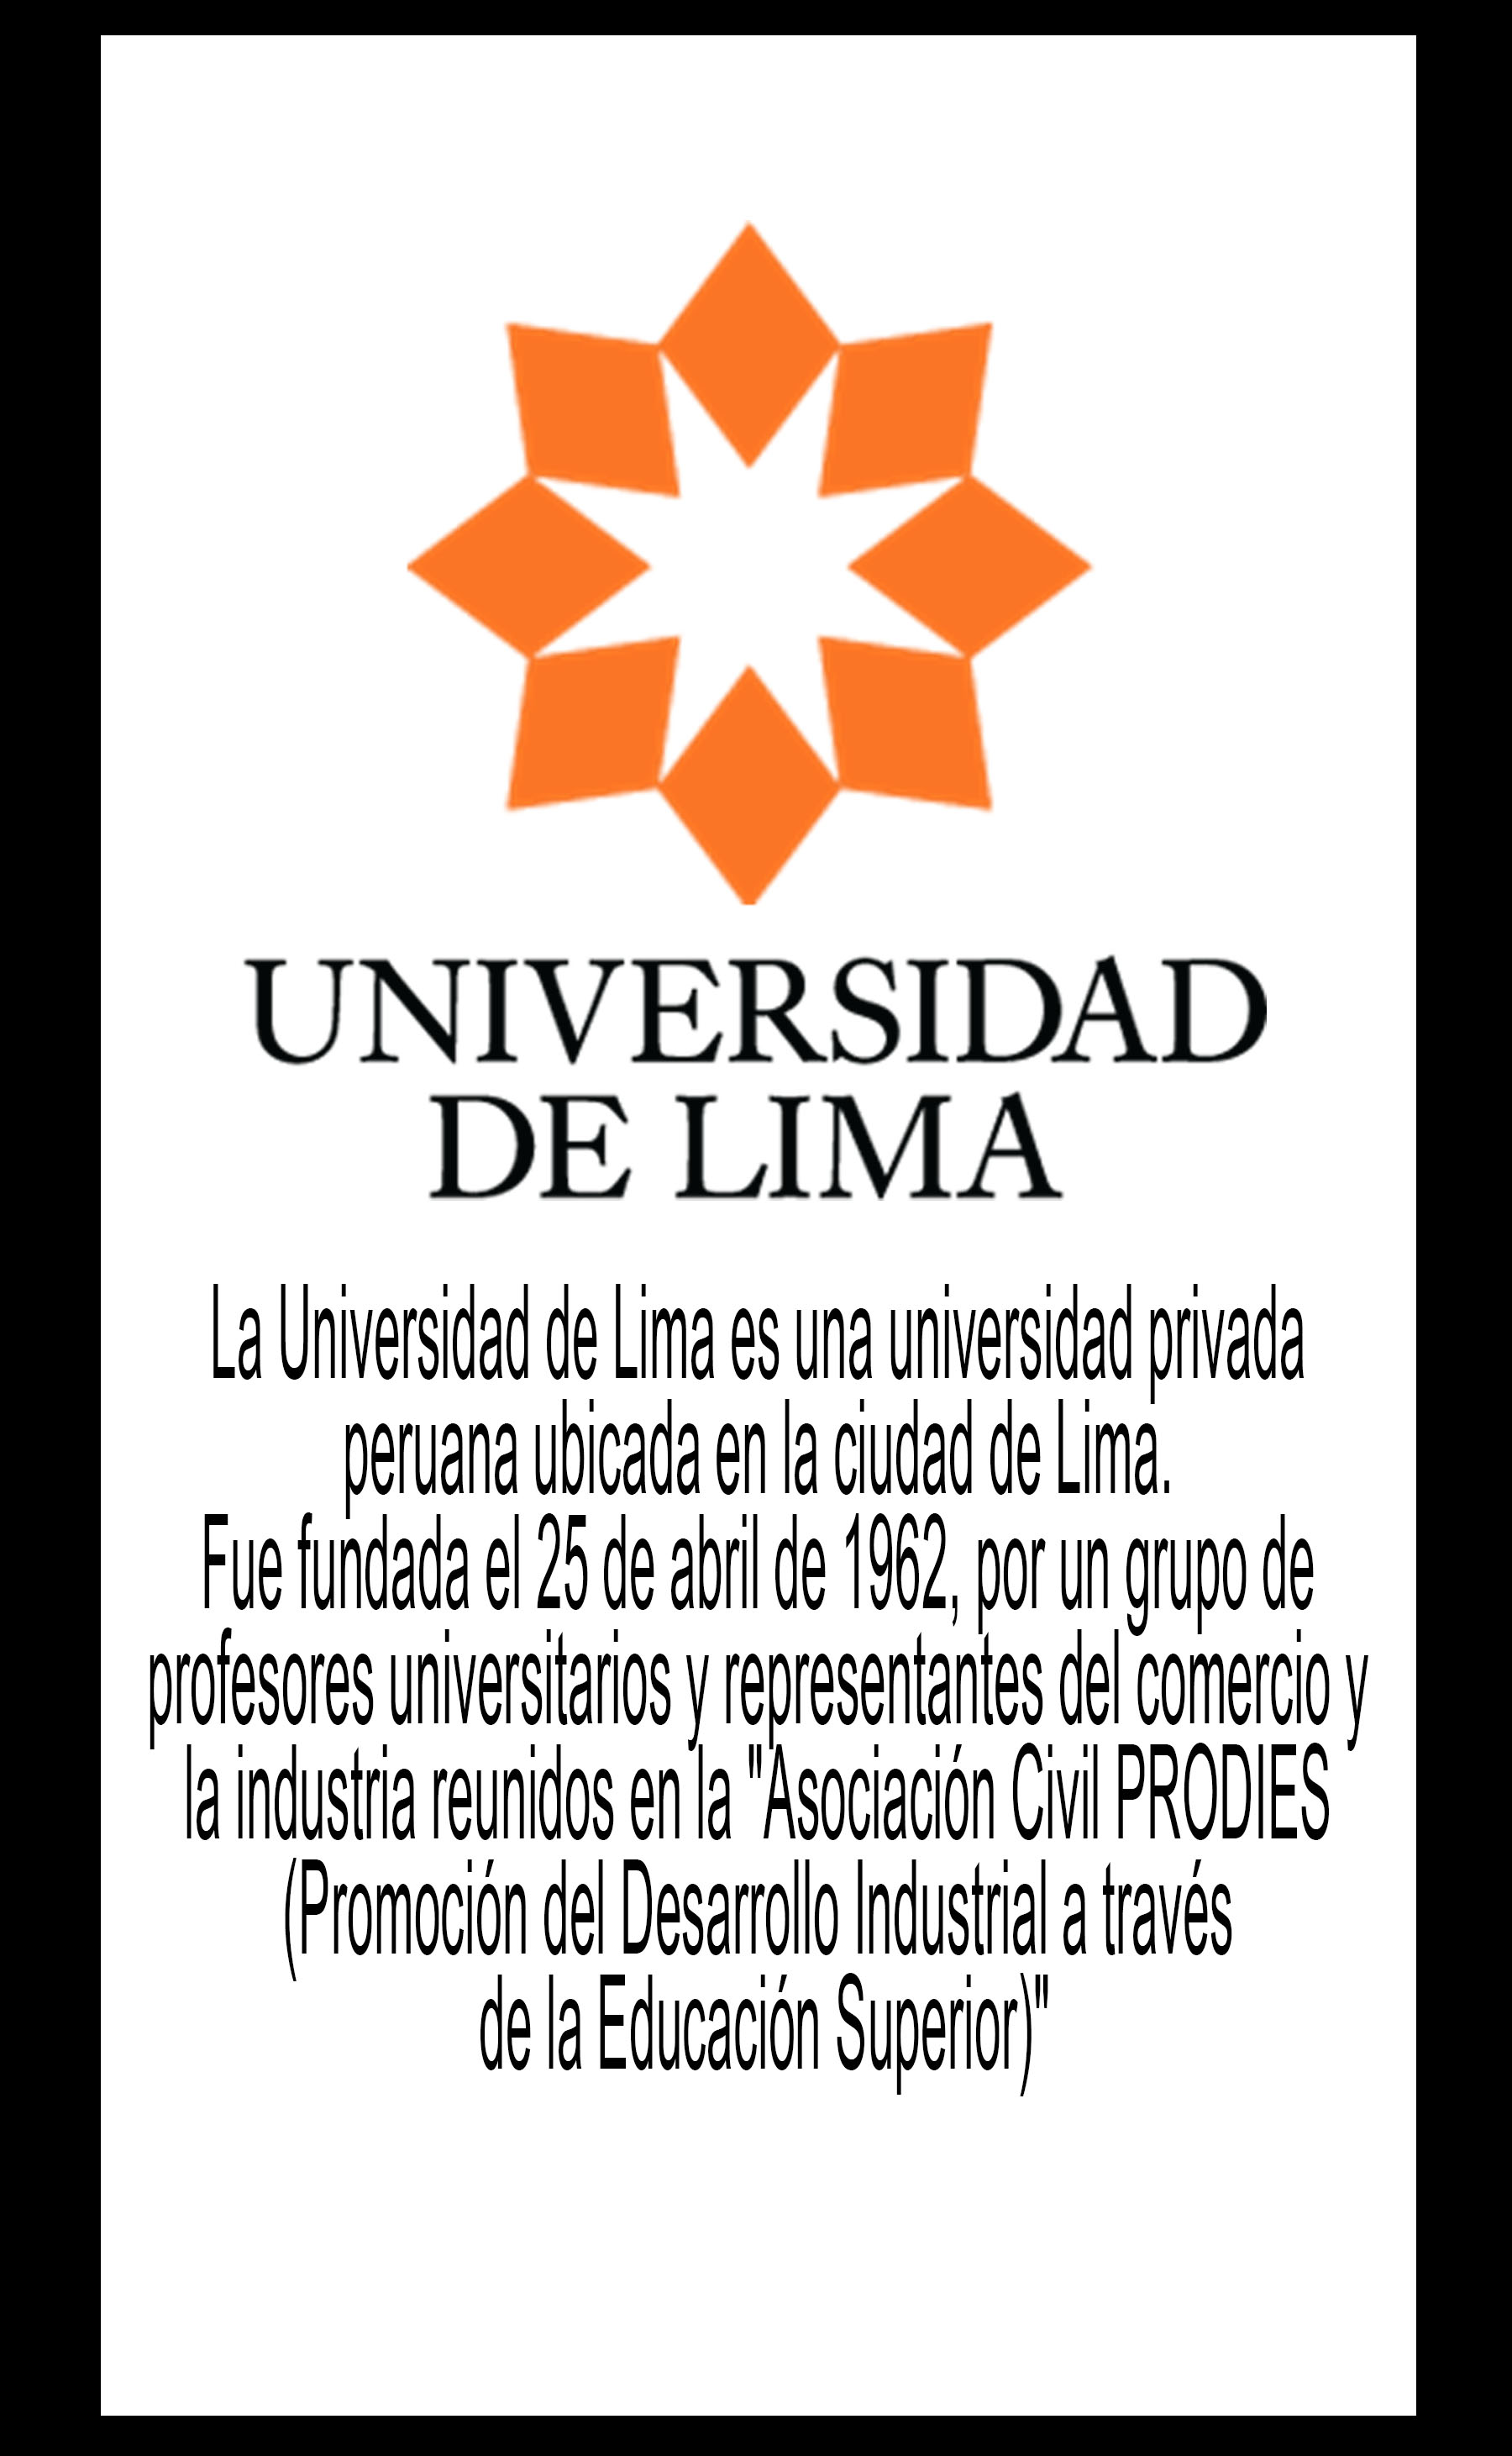 UNIVERSIDAD
DE LIMA
La Universidad de Lima es una universidad privada
peruana ubicada en la ciudad de Lima.
Fue fundada el 25 de abril de 1962, por un grupo de
profesores universitarios y representantes del comercio y
la industria reunidos en la "Asociación Civil PRODIES
(Promoción del Desarrollo Industrial a través
de la Educación Superior)"